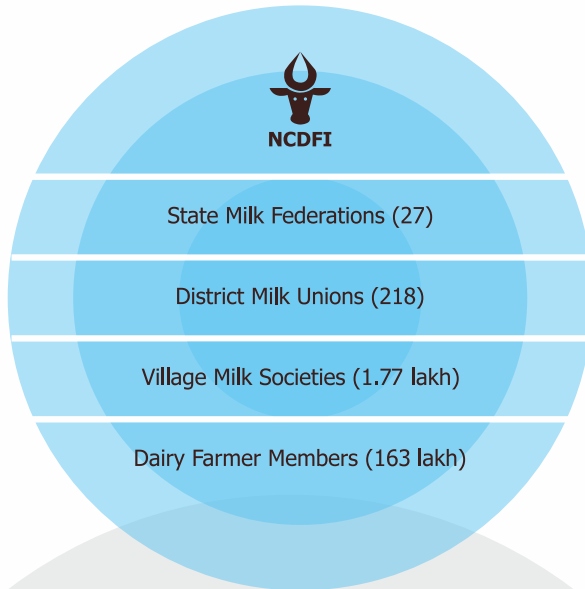 NCDFI
State Milk Federations (27)
District Milk Unions (218)
Village Milk Societies (1.77 lakh)
Dairy Farmer Members (163 lakh)